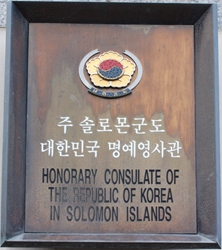 주 솔로몬군도
대한민국 명예영사관
HONORARY CONSULATE OF
THE REPUBLIC OF KOREA
IN SOLOMON ISLANDS